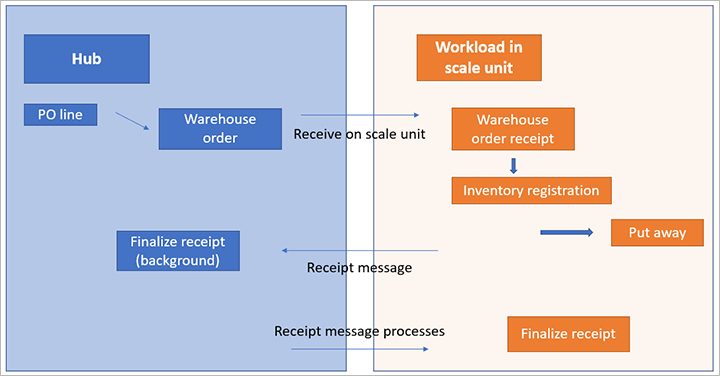 Hub
Workload in
scale unit
PO line
Warehouse
order
Receive on scale unit
Warehouse
order receipt
Inventory registration
Put away
Finalize receipt
(background)
Receipt message
Receipt message processes
Finalize receipt